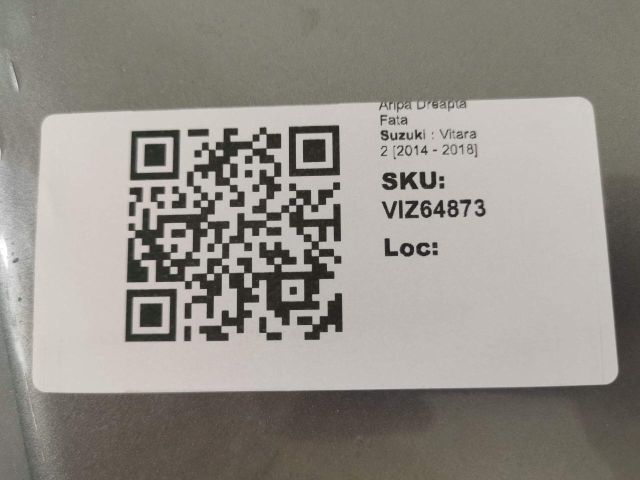 Aripa Dreapta
Fata
Suzuki : Vitara
2 [2014 - 2018]
SKU:
VIZ64873
Loc: